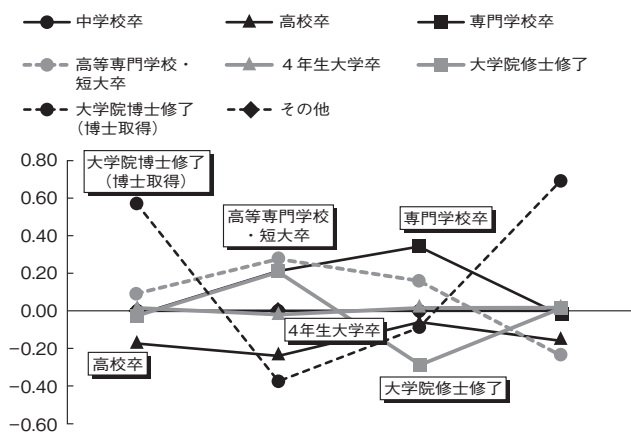 中学校卒
高校卒
専門学校卒
高等専門学校・
短大卒
４年生大学卒
大学院修士修了
大学院博士修了
（博士取得）
その他
0.80
0.60
0.40
0.20
0.00
−0.20
−0.40
−0.60
大学院博士修了
（博士取得）
高等専門学校
・短大卒
専門学校卒
4年生大学卒
高校卒
大学院修士修了